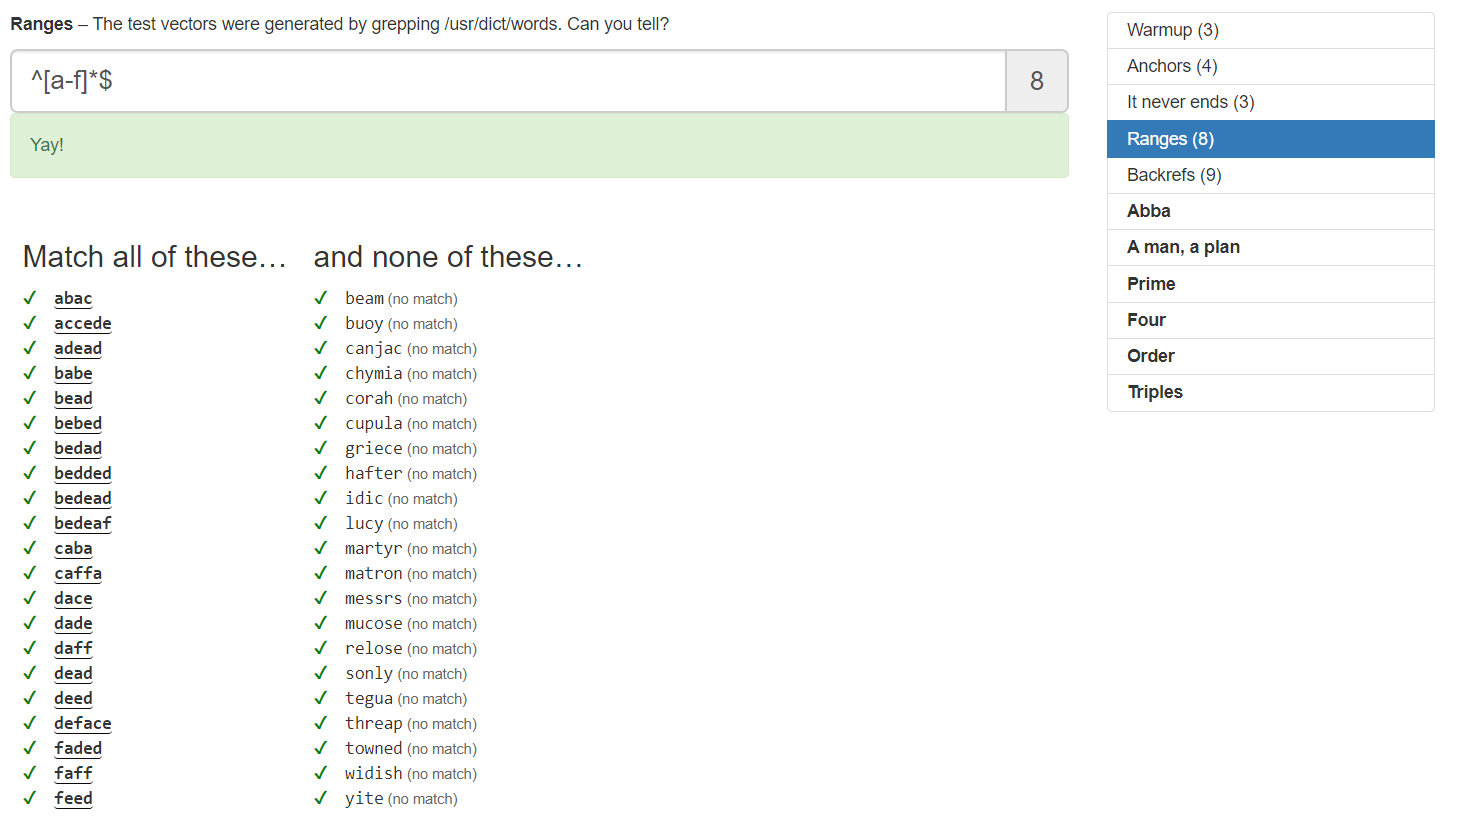 Ranges – The test vectors were generated by grepping /usr/dict/words. Can you tell?
^[a-f]*$
8
Yay!
Match all of these…
✓ abac
✓ accede
✓ adead
✓ babe
✓ bead
✓ bebed
✓ bedad
✓ bedded
✓ bedead
✓ bedeaf
✓ caba
✓ caffa
✓ dace
✓ dade
✓ daff
✓ dead
✓ deed
✓ deface
✓ faded
✓ faff
✓ feed
and none of these…
✓ beam (no match)
✓ buoy (no match)
✓ canjac (no match)
✓ chymia (no match)
✓ corah (no match)
✓ cupula (no match)
✓ griece (no match)
✓ hafter (no match)
✓ idic (no match)
✓ lucy (no match)
✓ martyr (no match)
✓ matron (no match)
✓ messrs (no match)
✓ mucose (no match)
✓ relose (no match)
✓ sonly (no match)
✓ tegua (no match)
✓ threap (no match)
✓ towned (no match)
✓ widish (no match)
✓ yite (no match)
Warmup (3)
Anchors (4)
It never ends (3)
Ranges (8)
Backrefs (9)
Abba
A man, a plan
Prime
Four
Order
Triples